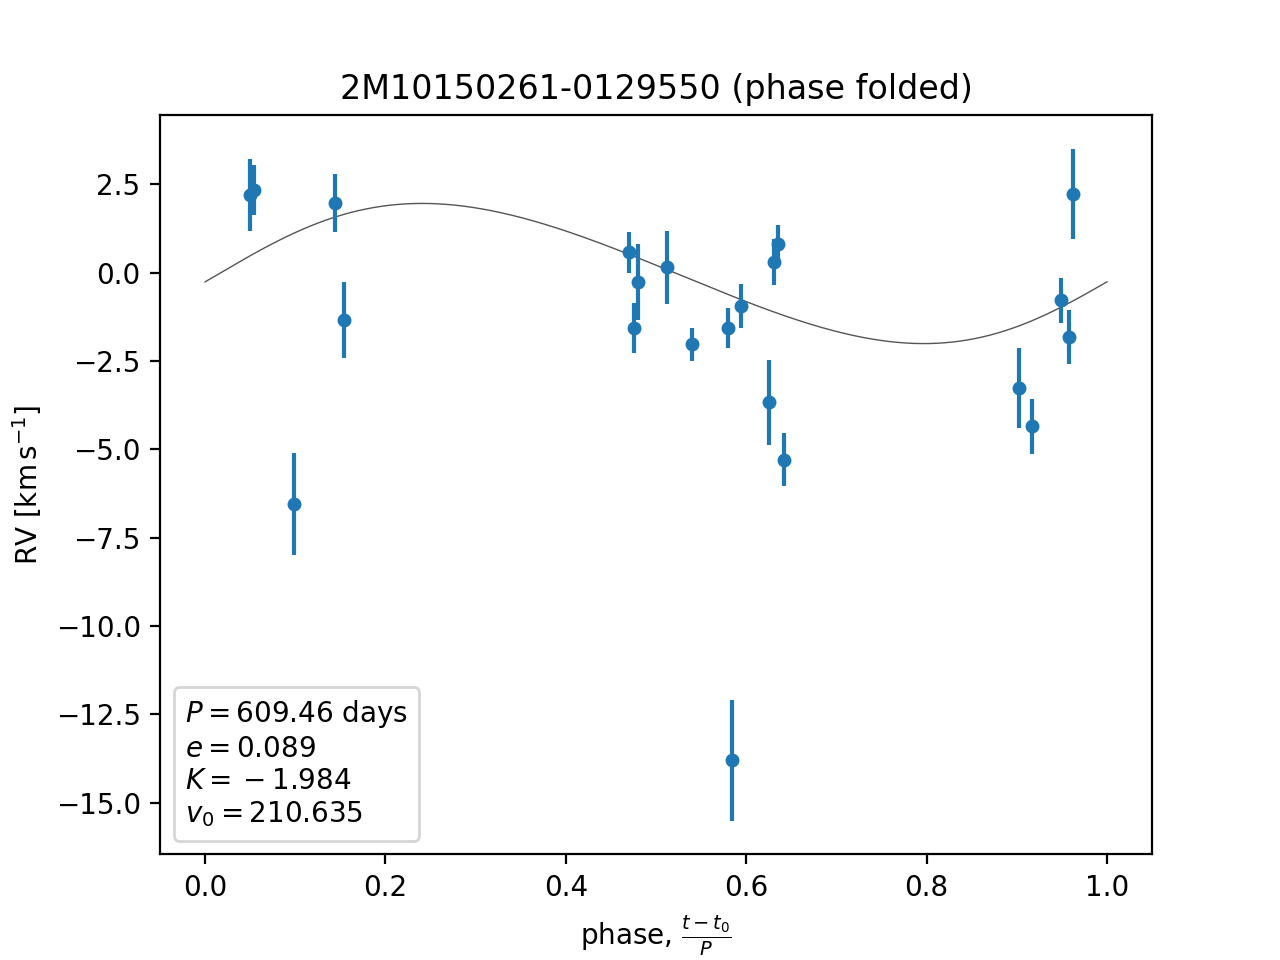 2M10150261-0129550 (phase folded)
RV [km s⁻¹]
2.5
0.0
−2.5
−5.0
−7.5
−10.0
−12.5
−15.0
P = 609.46 days
e = 0.089
K = −1.984
v₀ = 210.635
0.0 0.2 0.4 0.6 0.8 1.0
phase, (t − t₀)/P